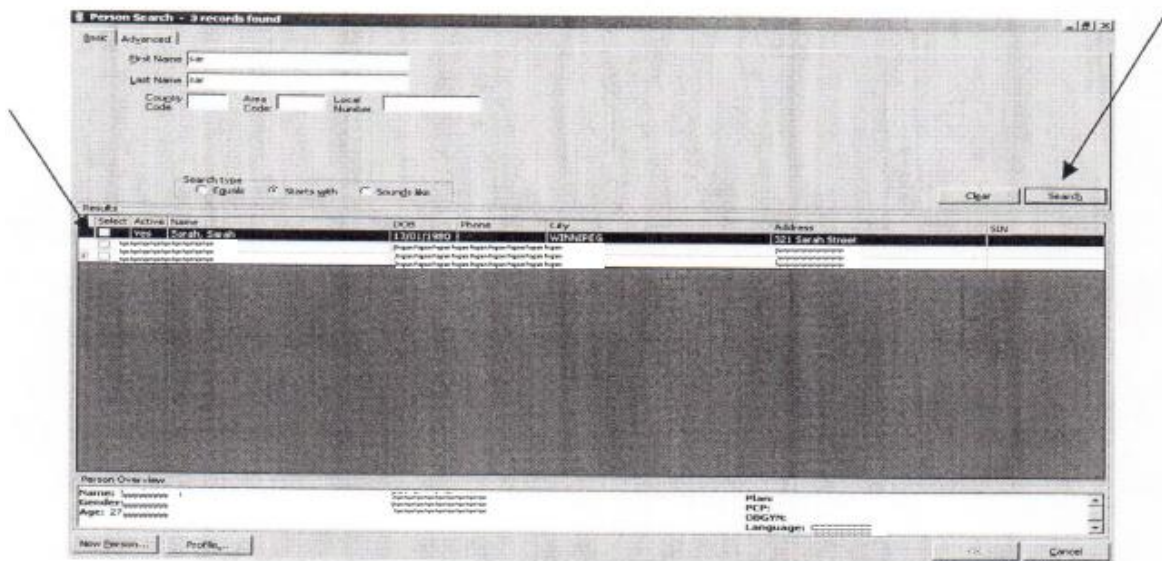 Person Search - 3 records found
Basic Advanced
First Name sar
Last Name sar
County Code Area Code: Local Number
Search type
Equals Starts with Sounds like
Clear Search
Results
Select Active Name DOB Phone City Address SIN
Yes Sarah, Sarah 13/01/1980 WINNIPEG 321 Sarah Street
Person Overview
Name: Plan:
Gender: PCP:
Age: 27 OBGYN:
Language:
New Person... Profile... Cancel